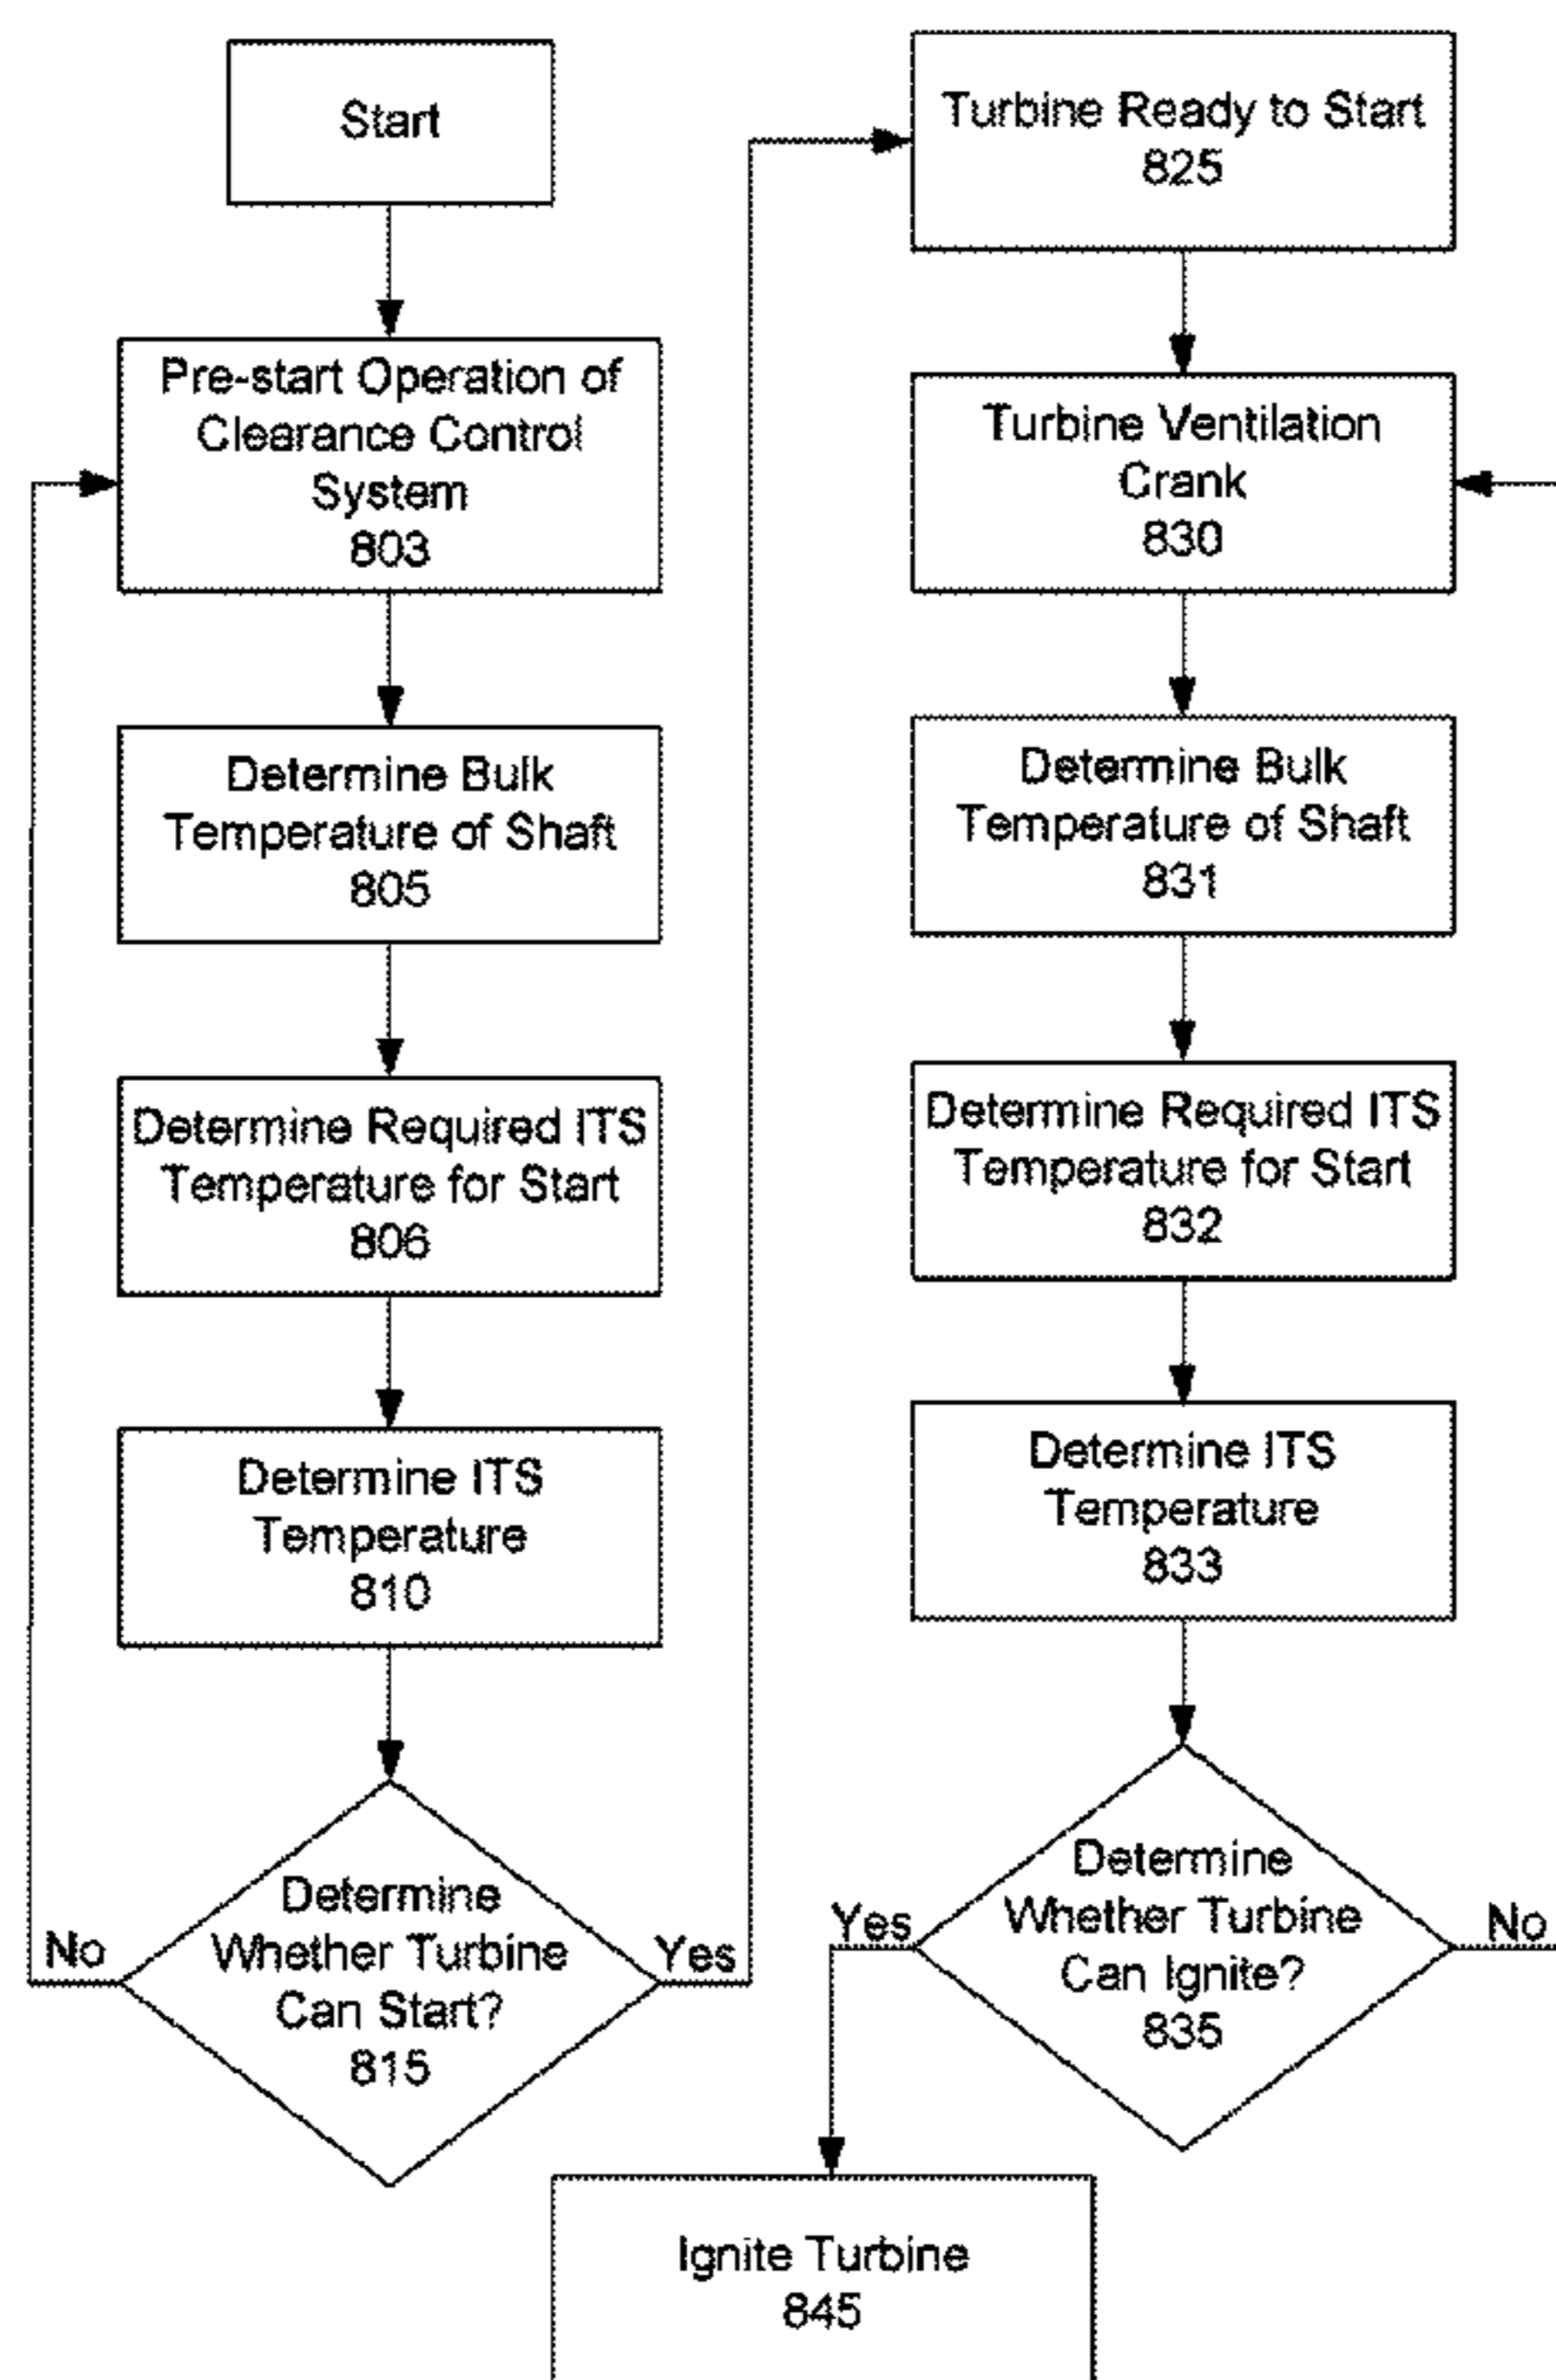 Start
Pre-start Operation of
Clearance Control
System
803
Determine Bulk
Temperature of Shaft
805
Determine Required ITS
Temperature for Start
806
Determine ITS
Temperature
810
Determine
Whether Turbine
Can Start?
815
No
Yes
Turbine Ready to Start
825
Turbine Ventilation
Crank
830
Determine Bulk
Temperature of Shaft
831
Determine Required ITS
Temperature for Start
832
Determine ITS
Temperature
833
Determine
Whether Turbine
Can Ignite?
835
Yes
No
Ignite Turbine
845